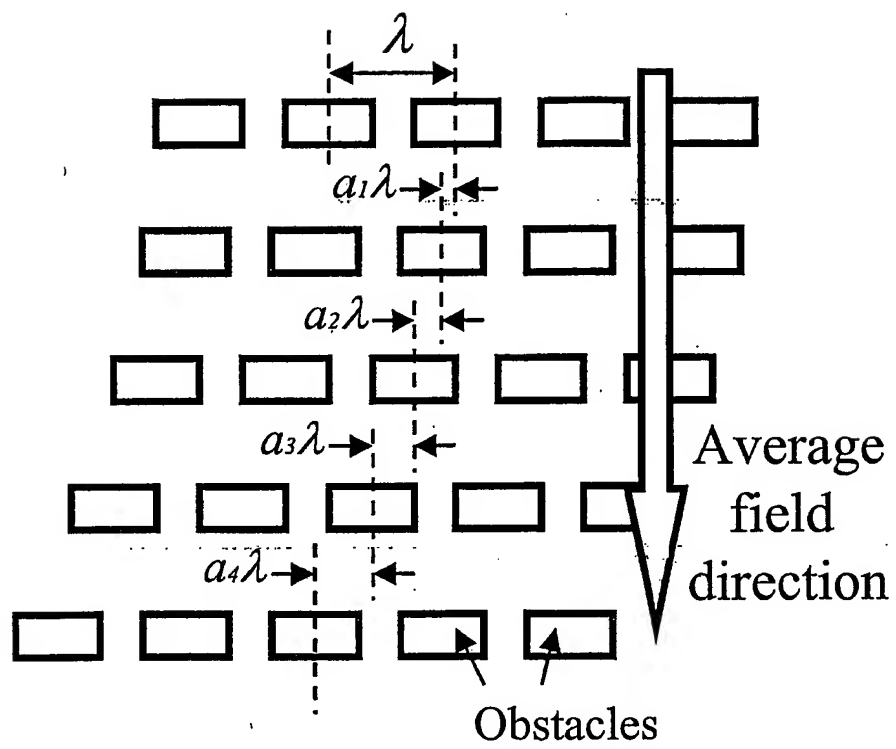 λ
a₁λ
a₂λ
a₃λ
a₄λ
Average
field
direction
Obstacles